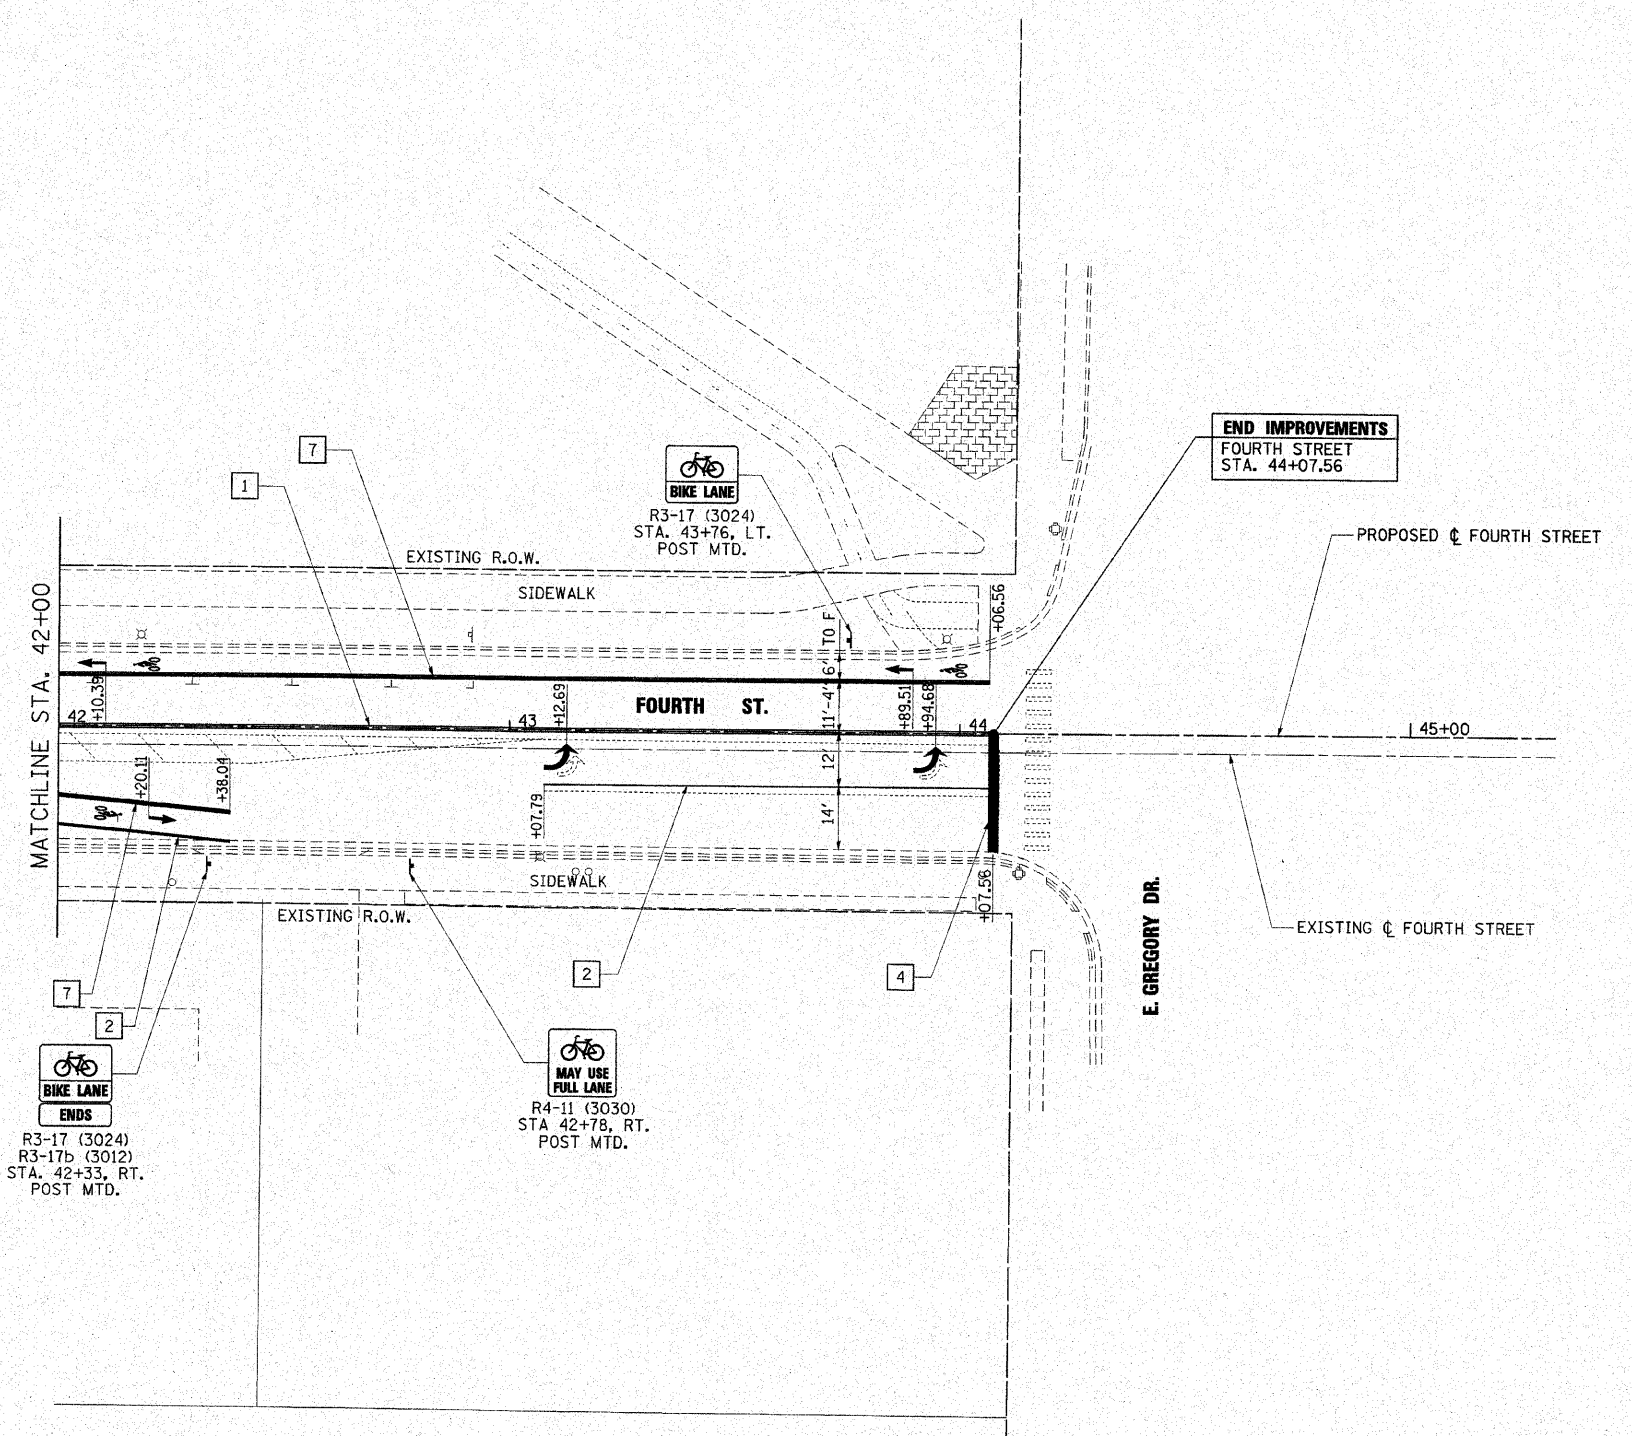 END IMPROVEMENTS
FOURTH STREET
STA. 44+07.56
7
1
BIKE LANE
R3-17 (3024)
STA. 43+76, LT.
POST MTD.
PROPOSED ℄ FOURTH STREET
EXISTING R.O.W.
SIDEWALK
MATCHLINE STA. 42+00
+06.56
6' TO F
11'-4"
12'
14'
+10.39
42
43
+12.69
FOURTH ST.
+89.51
+94.68
44
45+00
+20.11
+38.04
+07.79
SIDEWALK
+07.56
EXISTING R.O.W.
E. GREGORY DR.
EXISTING ℄ FOURTH STREET
2
4
7
2
BIKE LANE
ENDS
R3-17 (3024)
R3-17b (3012)
STA. 42+33, RT.
POST MTD.
MAY USE
FULL LANE
R4-11 (3030)
STA 42+78, RT.
POST MTD.